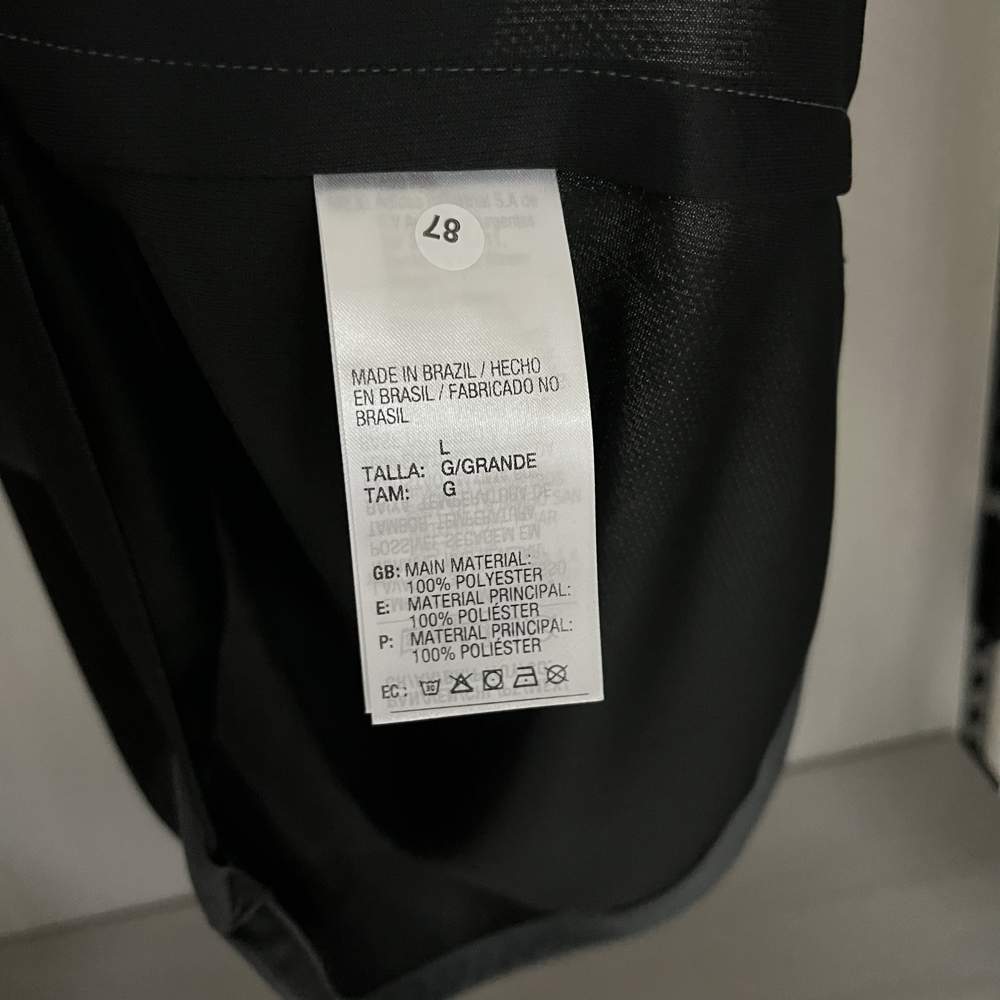 87
MADE IN BRAZIL / HECHO
EN BRASIL / FABRICADO NO
BRASIL
L
TALLA: G/GRANDE
TAM: G
GB: MAIN MATERIAL:
100% POLYESTER
E: MATERIAL PRINCIPAL:
100% POLIÉSTER
P: MATERIAL PRINCIPAL:
100% POLIÉSTER
EC: